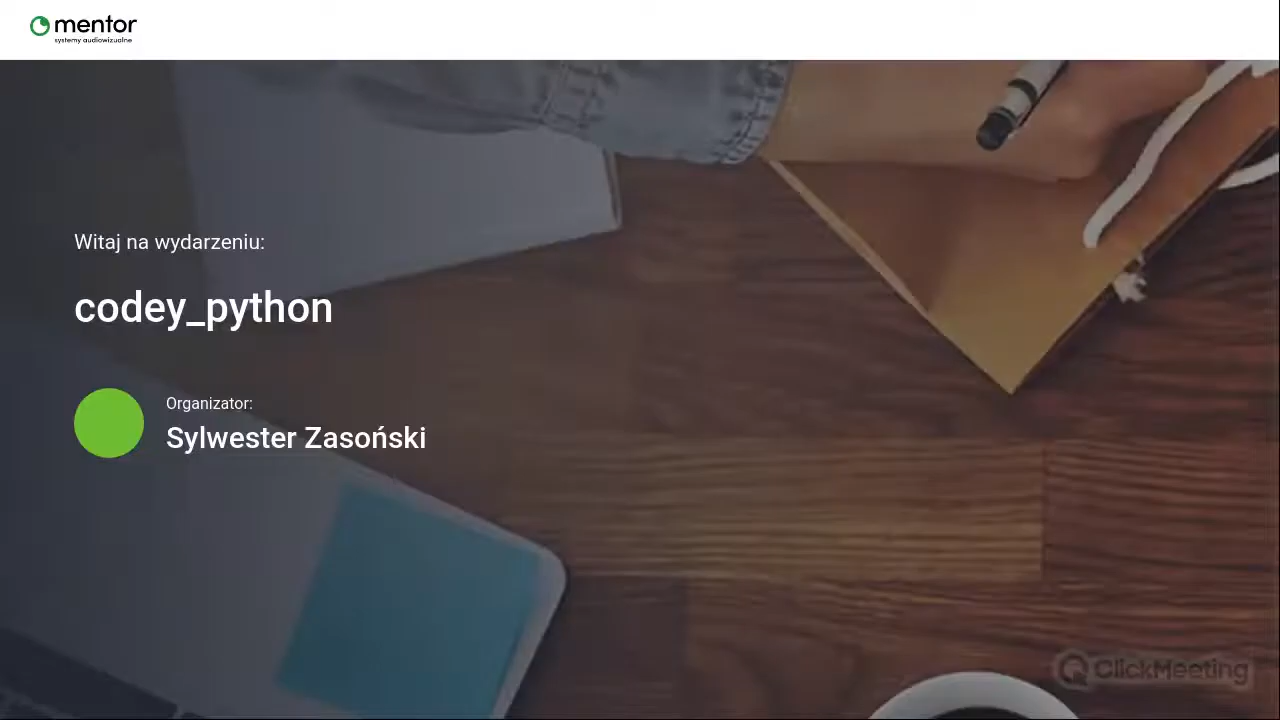 mentor
systemy audiowizualne
Witaj na wydarzeniu:
codey_python
Organizator:
Sylwester Zasoński
ClickMeeting